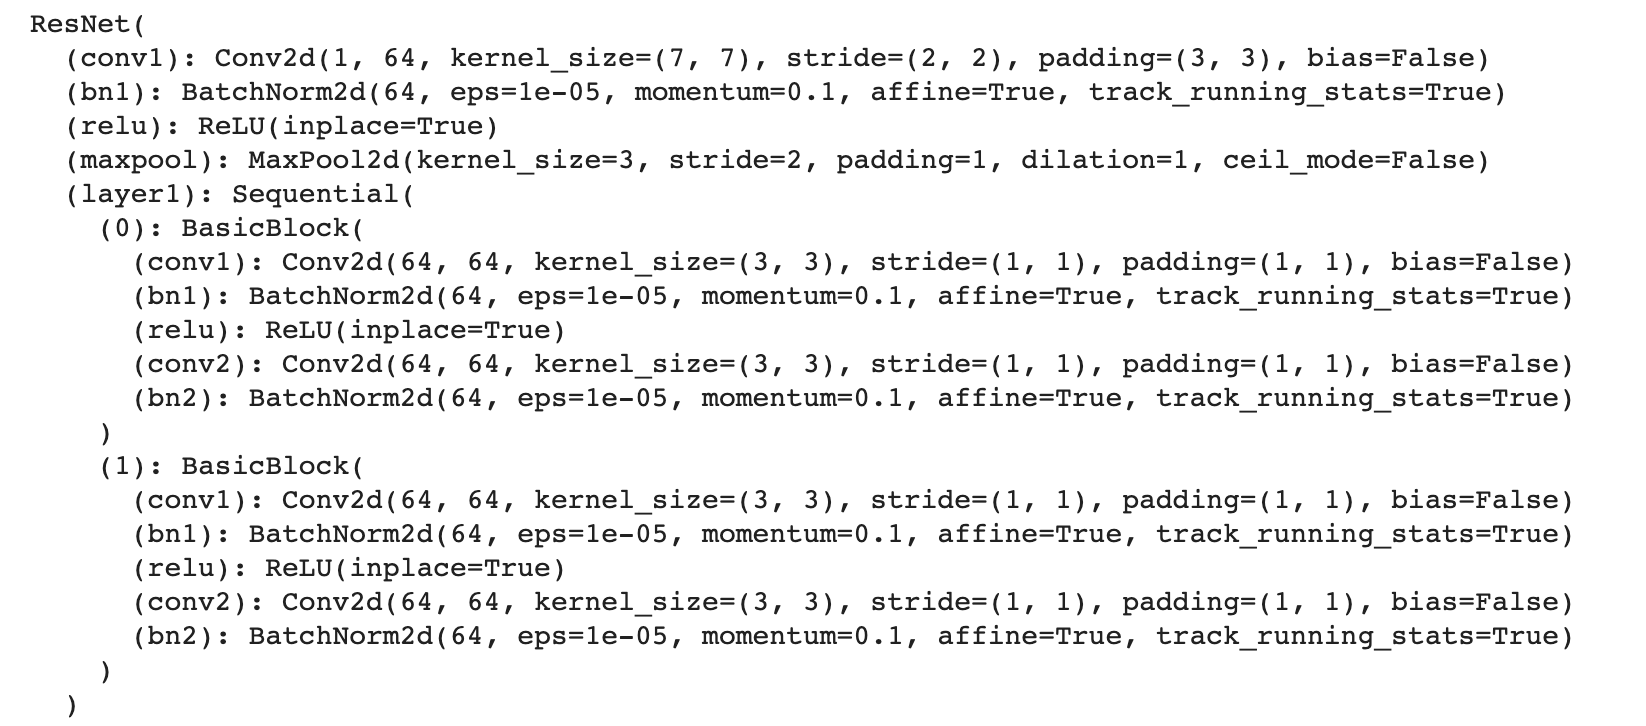 ResNet(
  (conv1): Conv2d(1, 64, kernel_size=(7, 7), stride=(2, 2), padding=(3, 3), bias=False)
  (bn1): BatchNorm2d(64, eps=1e-05, momentum=0.1, affine=True, track_running_stats=True)
  (relu): ReLU(inplace=True)
  (maxpool): MaxPool2d(kernel_size=3, stride=2, padding=1, dilation=1, ceil_mode=False)
  (layer1): Sequential(
    (0): BasicBlock(
      (conv1): Conv2d(64, 64, kernel_size=(3, 3), stride=(1, 1), padding=(1, 1), bias=False)
      (bn1): BatchNorm2d(64, eps=1e-05, momentum=0.1, affine=True, track_running_stats=True)
      (relu): ReLU(inplace=True)
      (conv2): Conv2d(64, 64, kernel_size=(3, 3), stride=(1, 1), padding=(1, 1), bias=False)
      (bn2): BatchNorm2d(64, eps=1e-05, momentum=0.1, affine=True, track_running_stats=True)
    )
    (1): BasicBlock(
      (conv1): Conv2d(64, 64, kernel_size=(3, 3), stride=(1, 1), padding=(1, 1), bias=False)
      (bn1): BatchNorm2d(64, eps=1e-05, momentum=0.1, affine=True, track_running_stats=True)
      (relu): ReLU(inplace=True)
      (conv2): Conv2d(64, 64, kernel_size=(3, 3), stride=(1, 1), padding=(1, 1), bias=False)
      (bn2): BatchNorm2d(64, eps=1e-05, momentum=0.1, affine=True, track_running_stats=True)
    )
  )